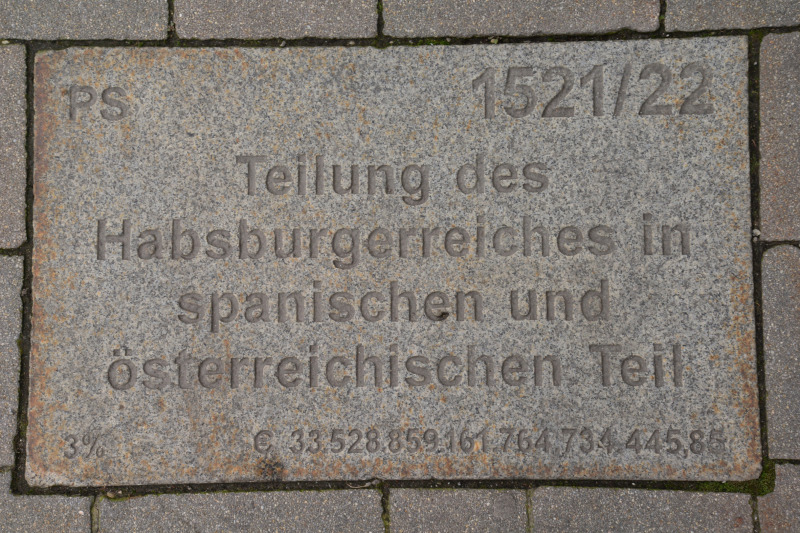 PS 1521/22
Teilung des
Habsburgerreiches in
spanischen und
österreichischen Teil
3% € 33.528.859.161.764.734.445,85